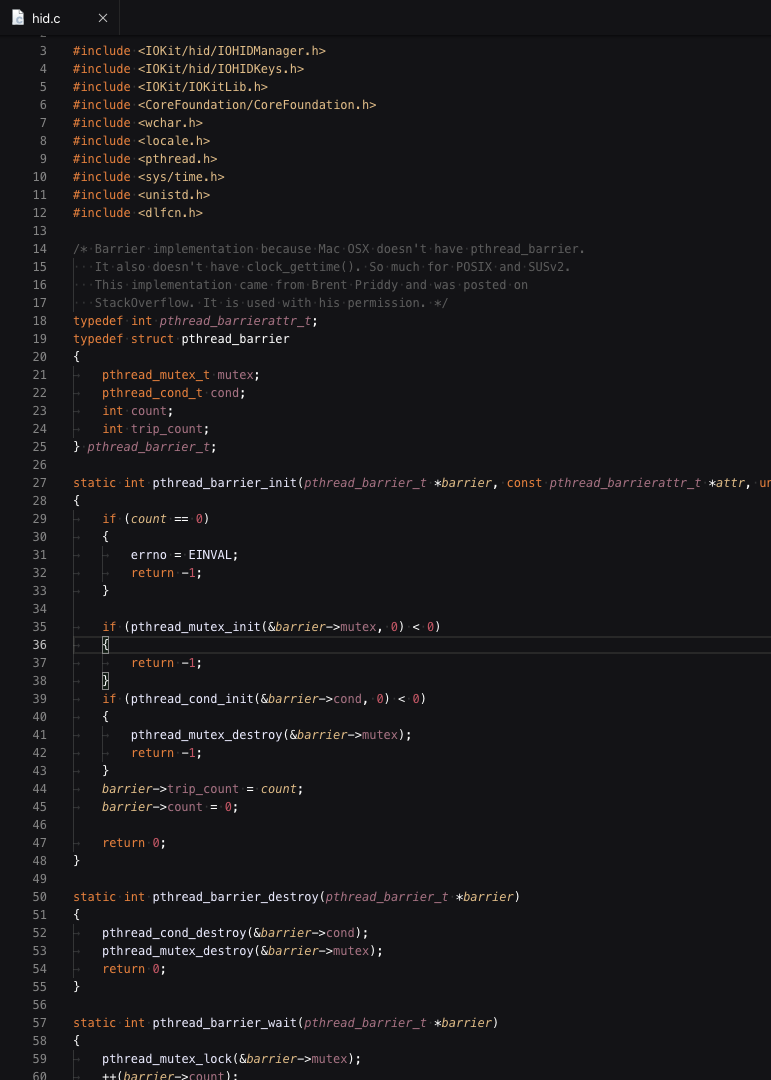 hid.c
3 #include <IOKit/hid/IOHIDManager.h>
4 #include <IOKit/hid/IOHIDKeys.h>
5 #include <IOKit/IOKitLib.h>
6 #include <CoreFoundation/CoreFoundation.h>
7 #include <wchar.h>
8 #include <locale.h>
9 #include <pthread.h>
10 #include <sys/time.h>
11 #include <unistd.h>
12 #include <dlfcn.h>
13
14 /* Barrier implementation because Mac OSX doesn't have pthread_barrier.
15    It also doesn't have clock_gettime(). So much for POSIX and SUSv2.
16    This implementation came from Brent Priddy and was posted on
17    StackOverflow. It is used with his permission. */
18 typedef int pthread_barrierattr_t;
19 typedef struct pthread_barrier
20 {
21     pthread_mutex_t mutex;
22     pthread_cond_t cond;
23     int count;
24     int trip_count;
25 } pthread_barrier_t;
26
27 static int pthread_barrier_init(pthread_barrier_t *barrier, const pthread_barrierattr_t *attr, un
28 {
29     if (count == 0)
30     {
31         errno = EINVAL;
32         return -1;
33     }
34
35     if (pthread_mutex_init(&barrier->mutex, 0) < 0)
36     {
37         return -1;
38     }
39     if (pthread_cond_init(&barrier->cond, 0) < 0)
40     {
41         pthread_mutex_destroy(&barrier->mutex);
42         return -1;
43     }
44     barrier->trip_count = count;
45     barrier->count = 0;
46
47     return 0;
48 }
49
50 static int pthread_barrier_destroy(pthread_barrier_t *barrier)
51 {
52     pthread_cond_destroy(&barrier->cond);
53     pthread_mutex_destroy(&barrier->mutex);
54     return 0;
55 }
56
57 static int pthread_barrier_wait(pthread_barrier_t *barrier)
58 {
59     pthread_mutex_lock(&barrier->mutex);
60     ++(barrier->count);